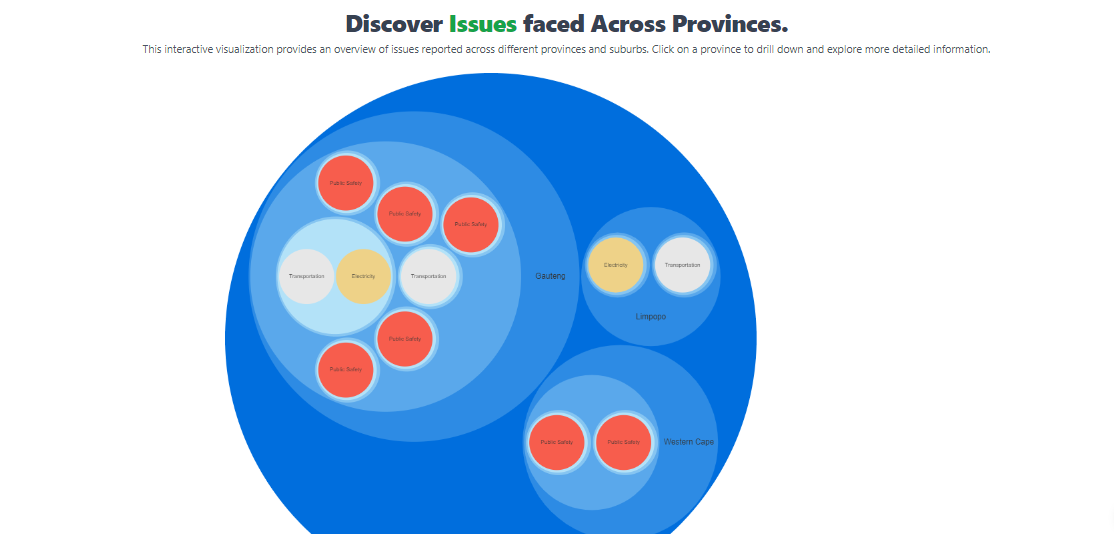 Discover Issues faced Across Provinces.
This interactive visualization provides an overview of issues reported across different provinces and suburbs. Click on a province to drill down and explore more detailed information.
Public Safety
Public Safety
Public Safety
Transportation
Electricity
Transportation
Gauteng
Electricity
Transportation
Limpopo
Public Safety
Public Safety
Public Safety
Public Safety
Western Cape